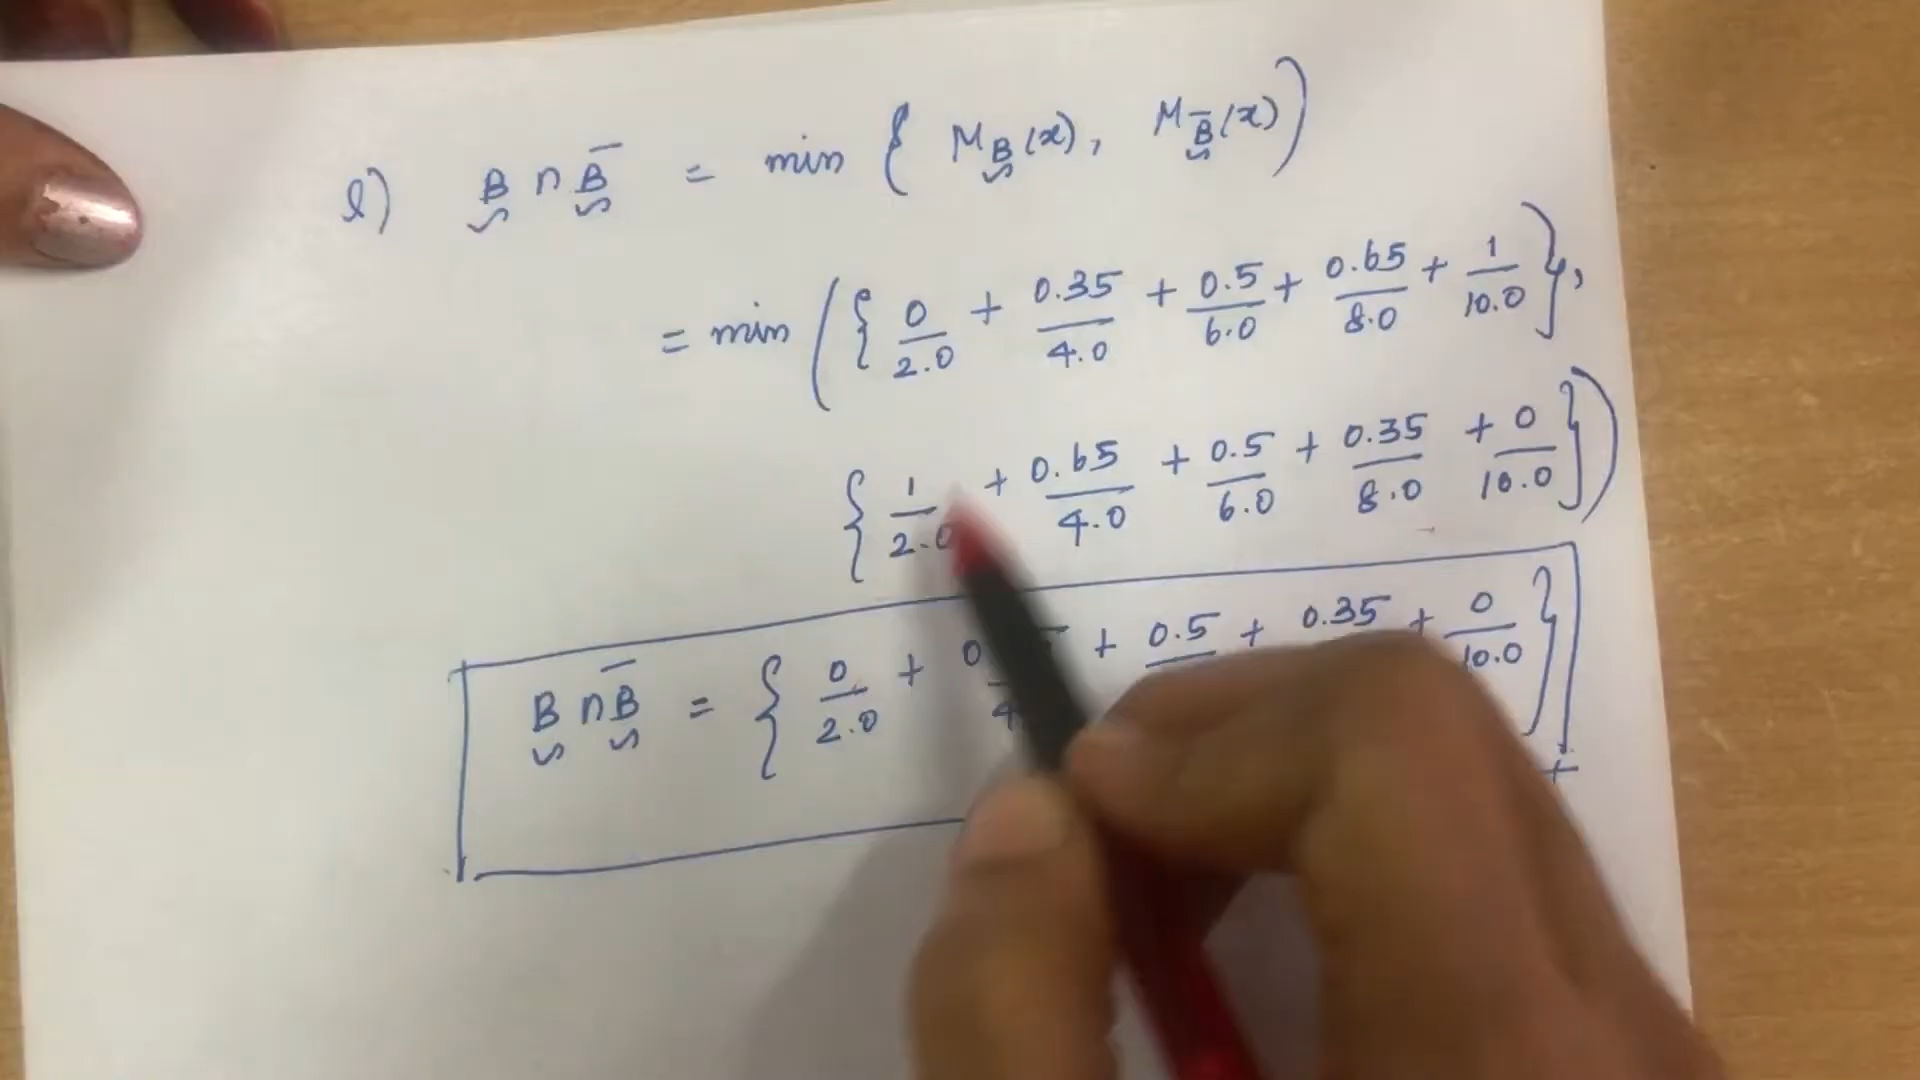 l) B ∩ B̅ = min { μB(x), μB̅(x) )
= min ( { 0/2.0 + 0.35/4.0 + 0.5/6.0 + 0.65/8.0 + 1/10.0 },
{ 1/2.0 + 0.65/4.0 + 0.5/6.0 + 0.35/8.0 + 0/10.0 } )
B ∩ B̅ = { 0/2.0 + + 0.5 + 0.35 + 0/10.0 }